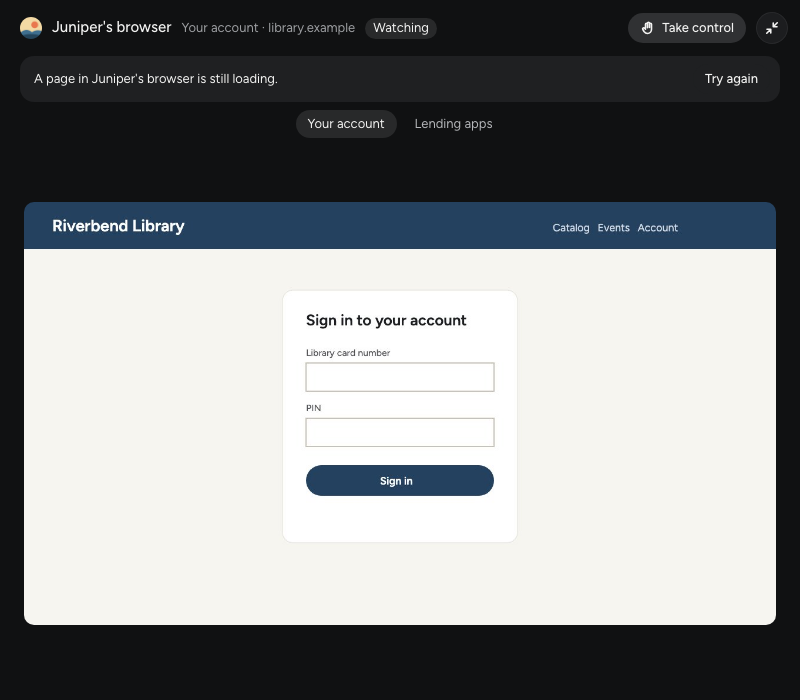 Juniper's browser Your account · library.example Watching Take control
A page in Juniper's browser is still loading. Try again
Your account Lending apps
Riverbend Library Catalog Events Account
Sign in to your account
Library card number
PIN
Sign in